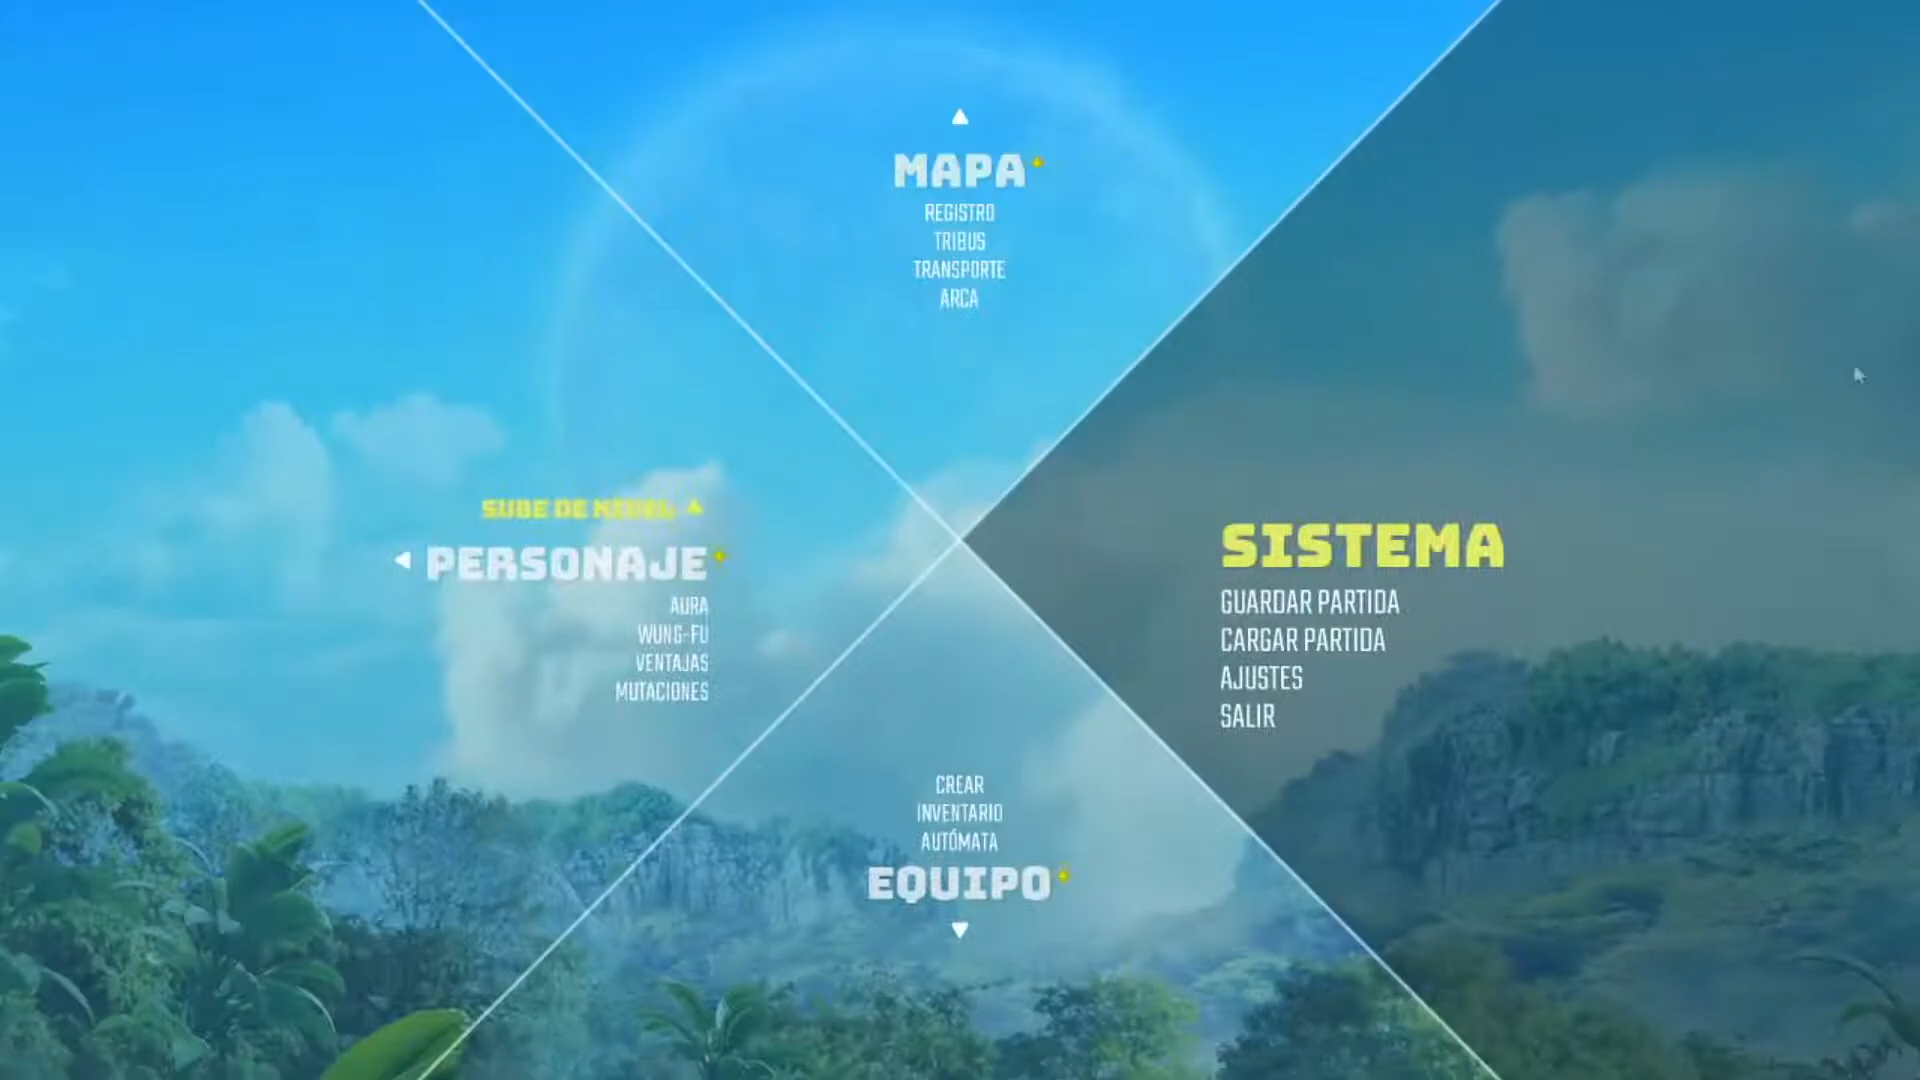 MAPA
REGISTRO
TRIBUS
TRANSPORTE
ARCA
SUBE DE NIVEL
PERSONAJE
AURA
WUNG-FU
VENTAJAS
MUTACIONES
SISTEMA
GUARDAR PARTIDA
CARGAR PARTIDA
AJUSTES
SALIR
CREAR
INVENTARIO
AUTÓMATA
EQUIPO